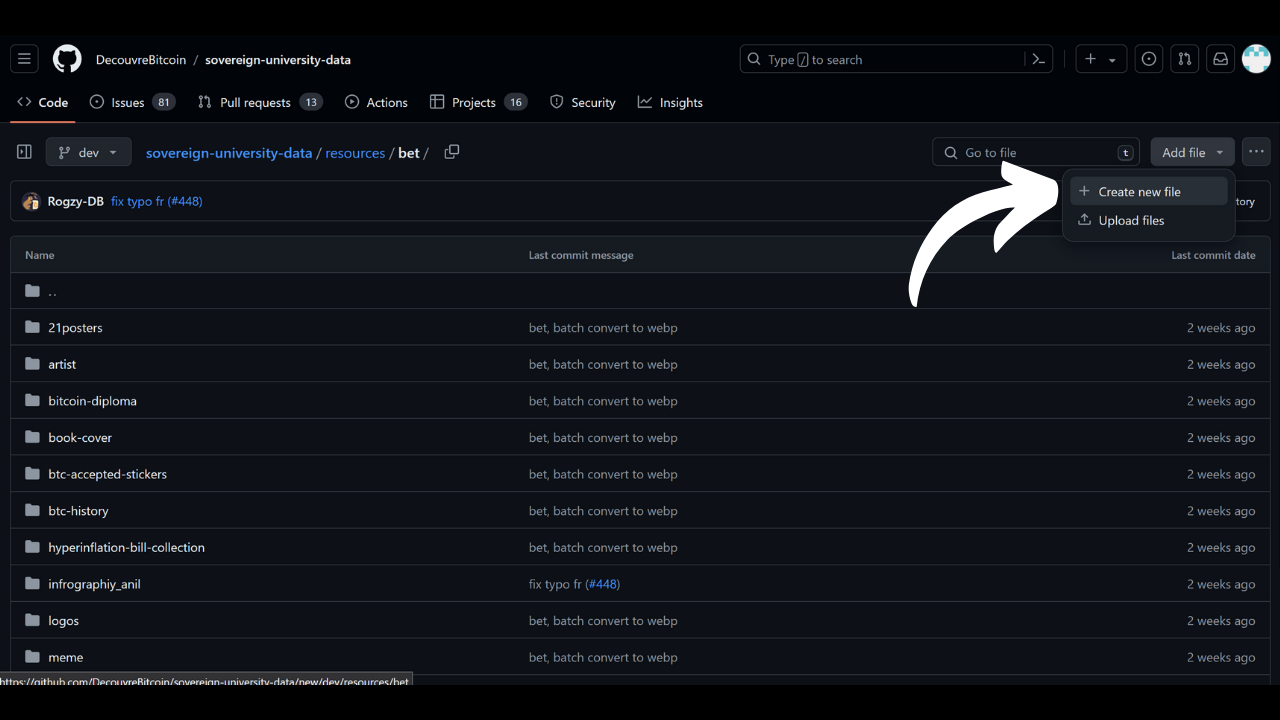 DecouvreBitcoin / sovereign-university-data
Type / to search
Code
Issues 81
Pull requests 13
Actions
Projects 16
Security
Insights
dev
sovereign-university-data / resources / bet /
Go to file t
Add file
Create new file
Upload files
Rogzy-DB fix typo fr (#448)
tory
Name Last commit message Last commit date
..
21posters bet, batch convert to webp 2 weeks ago
artist bet, batch convert to webp 2 weeks ago
bitcoin-diploma bet, batch convert to webp 2 weeks ago
book-cover bet, batch convert to webp 2 weeks ago
btc-accepted-stickers bet, batch convert to webp 2 weeks ago
btc-history bet, batch convert to webp 2 weeks ago
hyperinflation-bill-collection bet, batch convert to webp 2 weeks ago
infrographiy_anil fix typo fr (#448) 2 weeks ago
logos bet, batch convert to webp 2 weeks ago
meme bet, batch convert to webp 2 weeks ago
https://github.com/DecouvreBitcoin/sovereign-university-data/new/dev/resources/bet